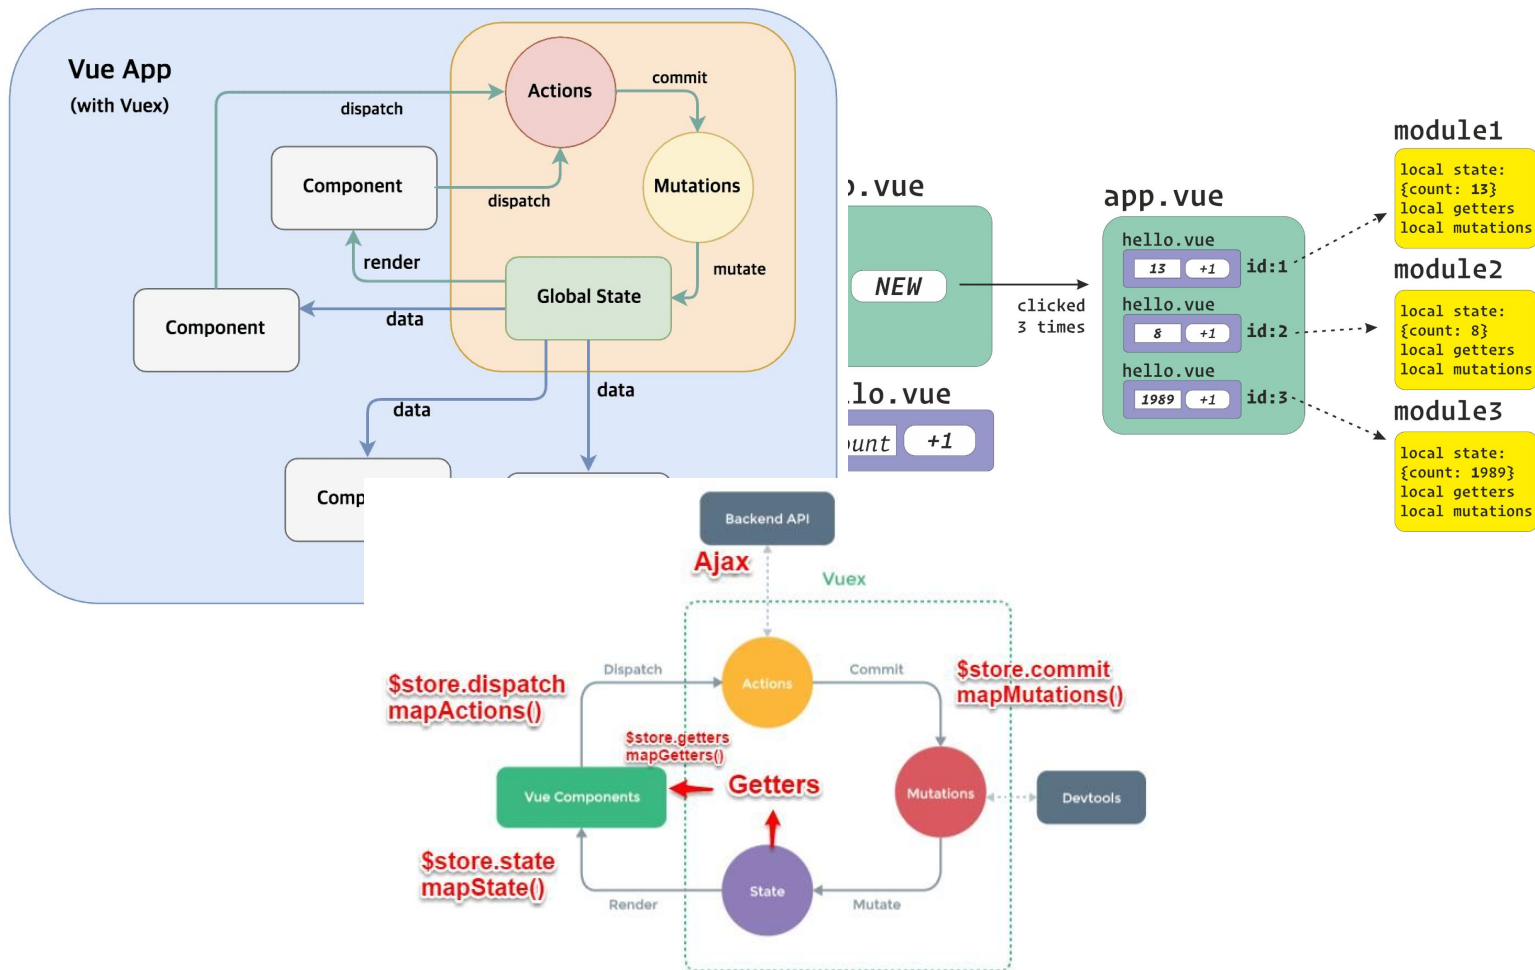 Vue App
(with Vuex)
dispatch
Actions
commit
Component
dispatch
Mutations
render
mutate
Global State
Component
data
data
data
NEW
+1
clicked
3 times
app.vue
hello.vue
13 +1 id:1
hello.vue
8 +1 id:2
hello.vue
1989 +1 id:3
module1
local state:
{count: 13}
local getters
local mutations
module2
local state:
{count: 8}
local getters
local mutations
module3
local state:
{count: 1989}
local getters
local mutations
Backend API
Ajax
Vuex
Dispatch
Actions
Commit
$store.dispatch
mapActions()
$store.commit
mapMutations()
$store.getters
mapGetters()
Vue Components
Getters
Mutations
Devtools
$store.state
mapState()
State
Render
Mutate